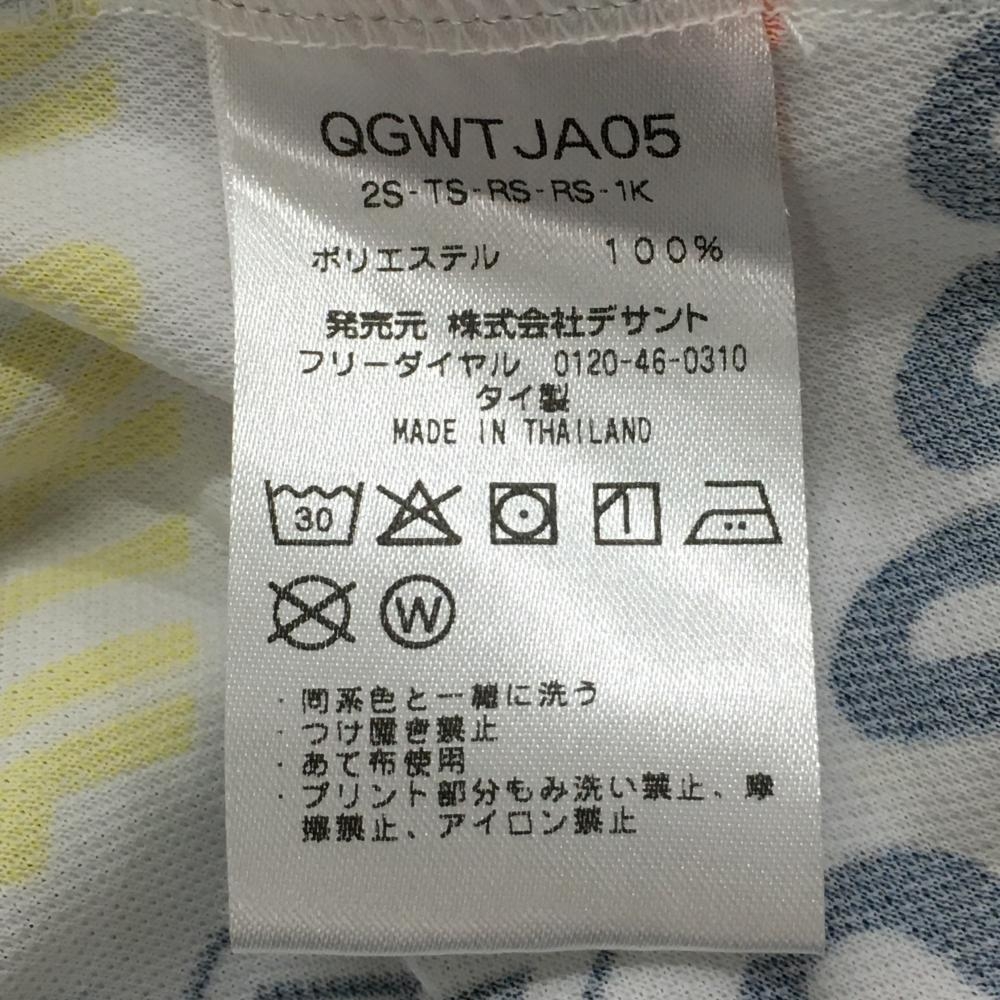 QGWTJA05
2S-TS-RS-RS-1K
ポリエステル 100%
発売元 株式会社デサント
フリーダイヤル 0120-46-0310
タイ製
MADE IN THAILAND
30
W
・同系色と一緒に洗う
・つけ置き禁止
・あて布使用
・プリント部分もみ洗い禁止、摩
擦禁止、アイロン禁止